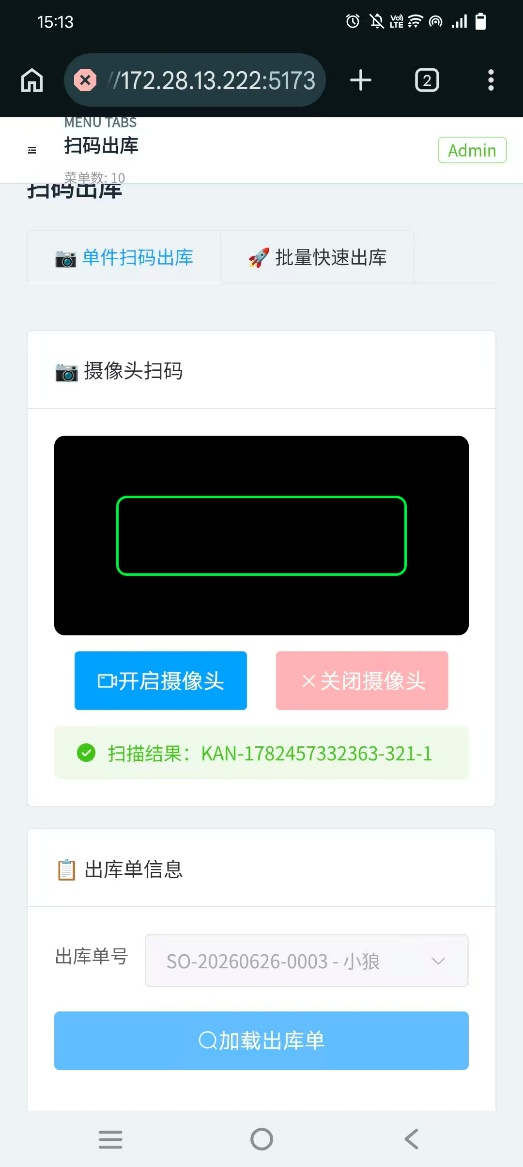 15:13
Vo) LTE
//172.28.13.222:5173
2
MENU TABS
扫码出库
Admin
菜单数: 10
扫码出库
单件扫码出库
批量快速出库
摄像头扫码
开启摄像头
关闭摄像头
扫描结果：KAN-1782457332363-321-1
出库单信息
出库单号
SO-20260626-0003 - 小狼
加载出库单